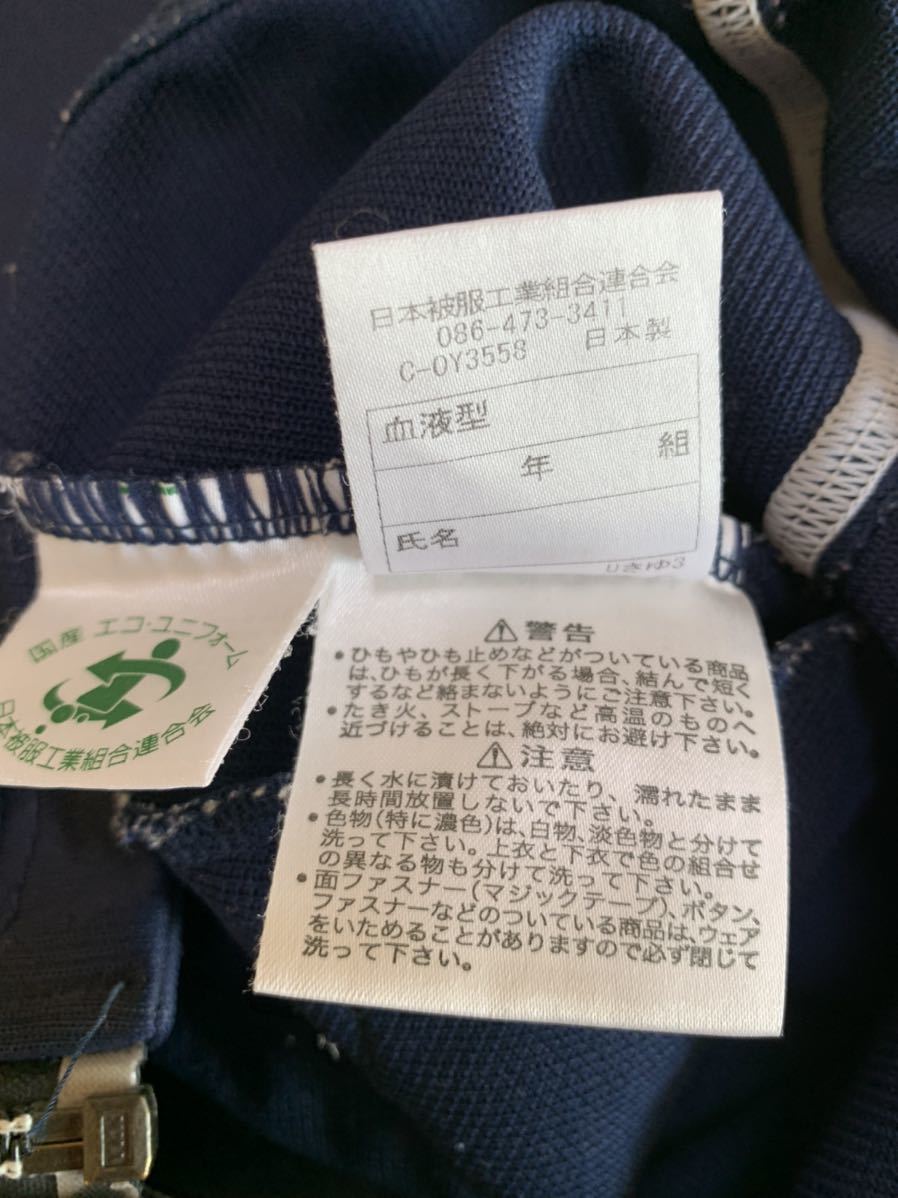 日本被服工業組合連合会
086-473-3411
C-OY3558 日本製
血液型
年 組
氏名
Uきゆ3
国産 エコ・ユニフォーム
日本被服工業組合連合会
⚠警告
・ひもやひも止めなどがついている商品
は、ひもが長く下がる場合、結んで短く
するなど絡まないようにご注意下さい。
・たき火、ストーブなど高温のものへ
近づけることは、絶対にお避け下さい。
⚠注意
・長く水に漬けておいたり、濡れたまま
長時間放置しないで下さい。
・色物(特に濃色)は、白物、淡色物と分けて
洗って下さい。上衣と下衣で色の組合せ
の異なる物も分けて洗って下さい。
・面ファスナー(マジックテープ)、ボタン、
ファスナーなどのついている商品は、ウェア
をいためることがありますので必ず閉じて
洗って下さい。